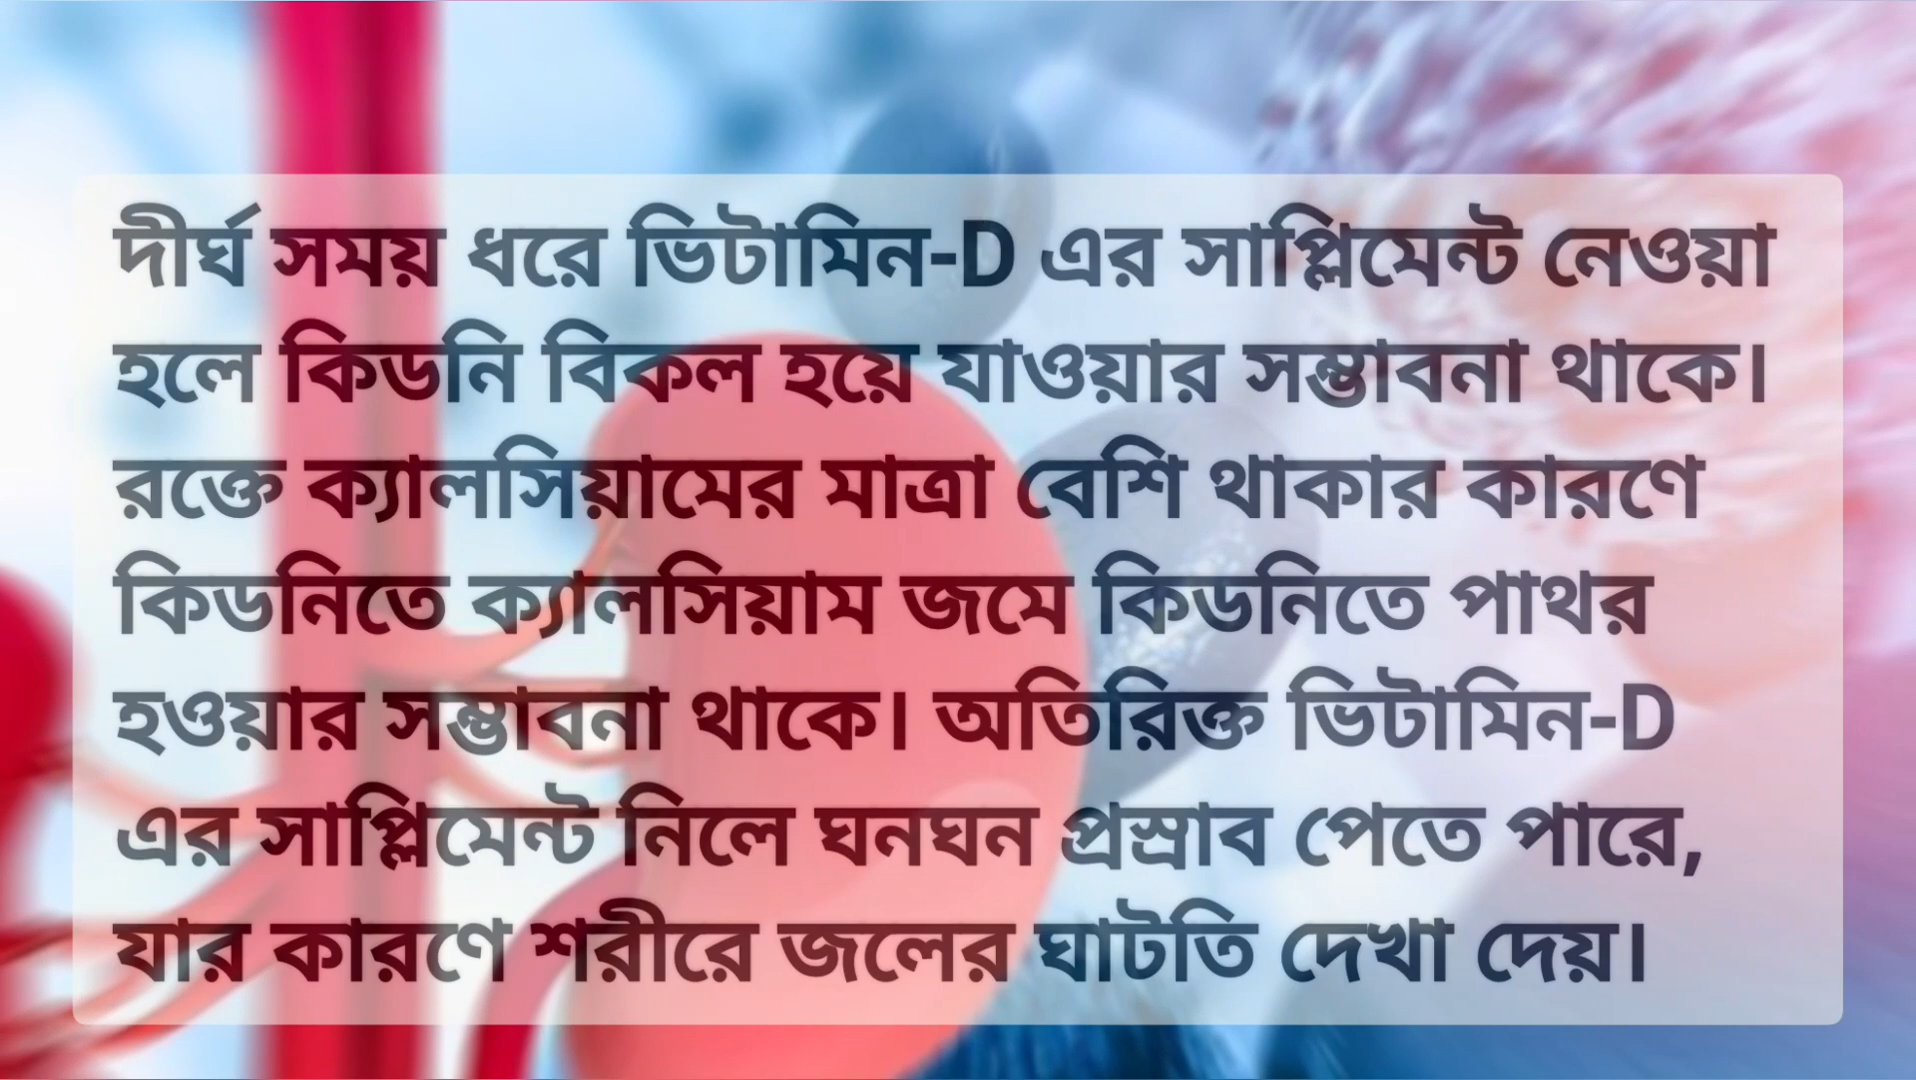 দীর্ঘ সময় ধরে ভিটামিন-D এর সাপ্লিমেন্ট নেওয়া
হলে কিডনি বিকল হয়ে যাওয়ার সম্ভাবনা থাকে।
রক্তে ক্যালসিয়ামের মাত্রা বেশি থাকার কারণে
কিডনিতে ক্যালসিয়াম জমে কিডনিতে পাথর
হওয়ার সম্ভাবনা থাকে। অতিরিক্ত ভিটামিন-D
এর সাপ্লিমেন্ট নিলে ঘনঘন প্রস্রাব পেতে পারে,
যার কারণে শরীরে জলের ঘাটতি দেখা দেয়।